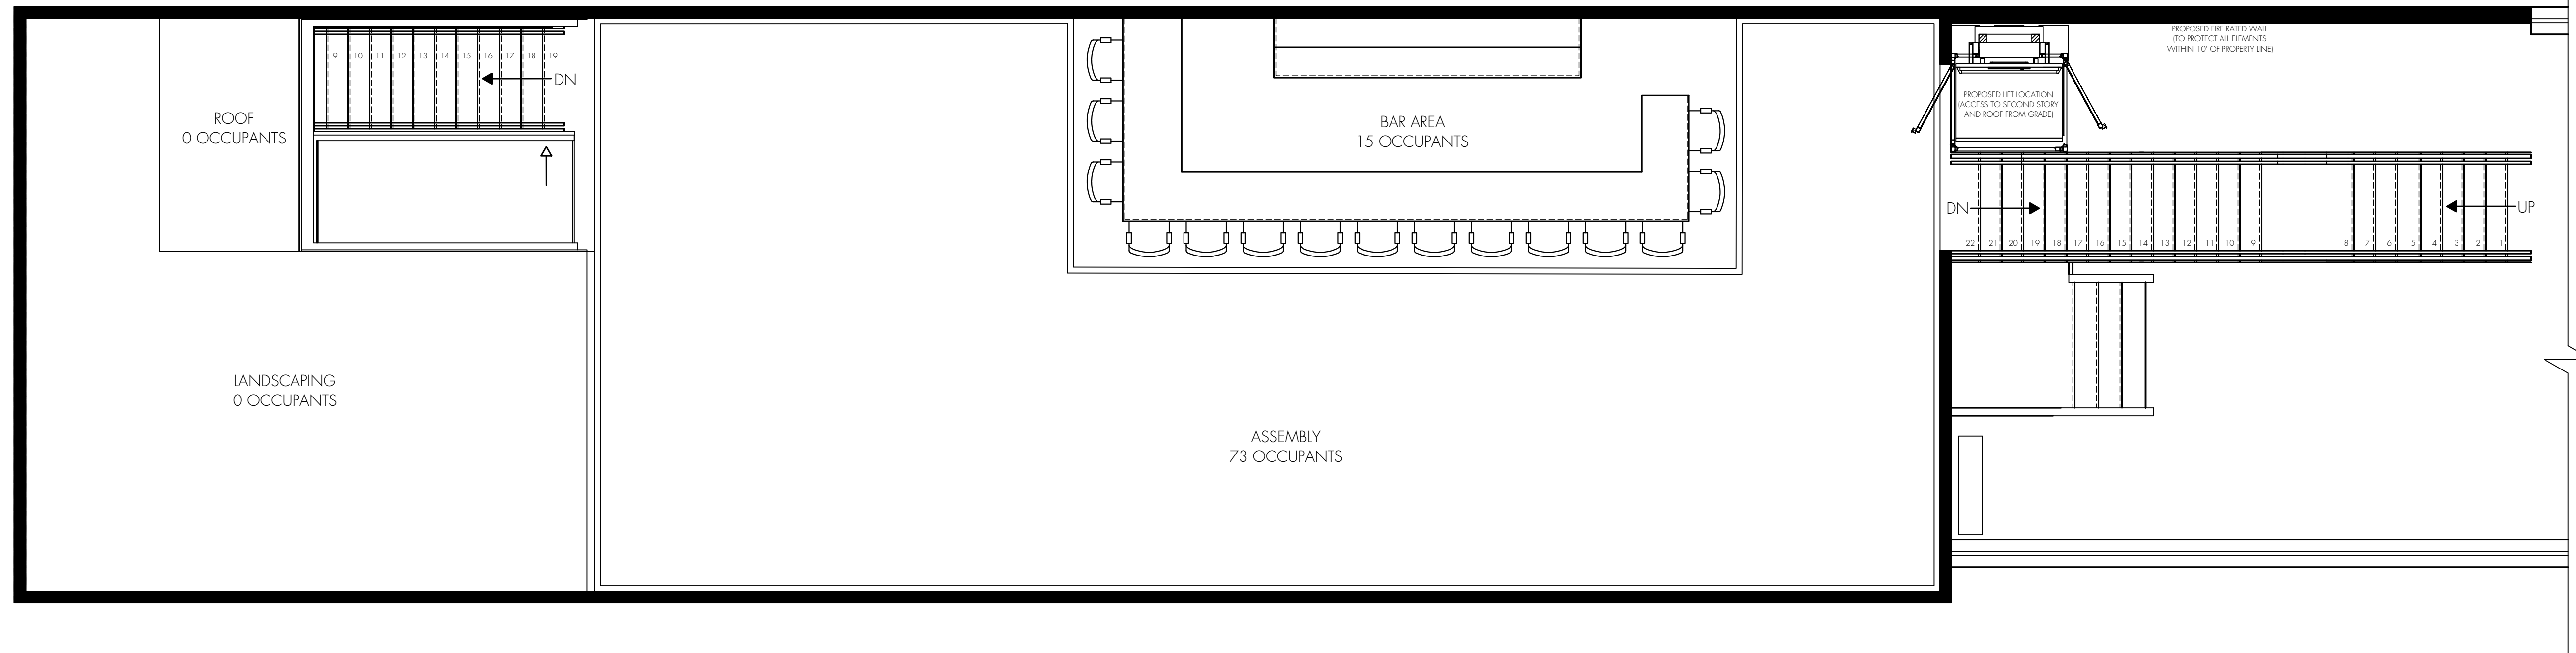 9 10 11 12 13 14 15 16 17 18 19
DN
ROOF
0 OCCUPANTS
LANDSCAPING
0 OCCUPANTS
BAR AREA
15 OCCUPANTS
ASSEMBLY
73 OCCUPANTS
PROPOSED FIRE RATED WALL
(TO PROTECT ALL ELEMENTS
WITHIN 10' OF PROPERTY LINE)
PROPOSED LIFT LOCATION
(ACCESS TO SECOND STORY
AND ROOF FROM GRADE)
DN
UP
22 21 20 19 18 17 16 15 14 13 12 11 10 9 8 7 6 5 4 3 2 1